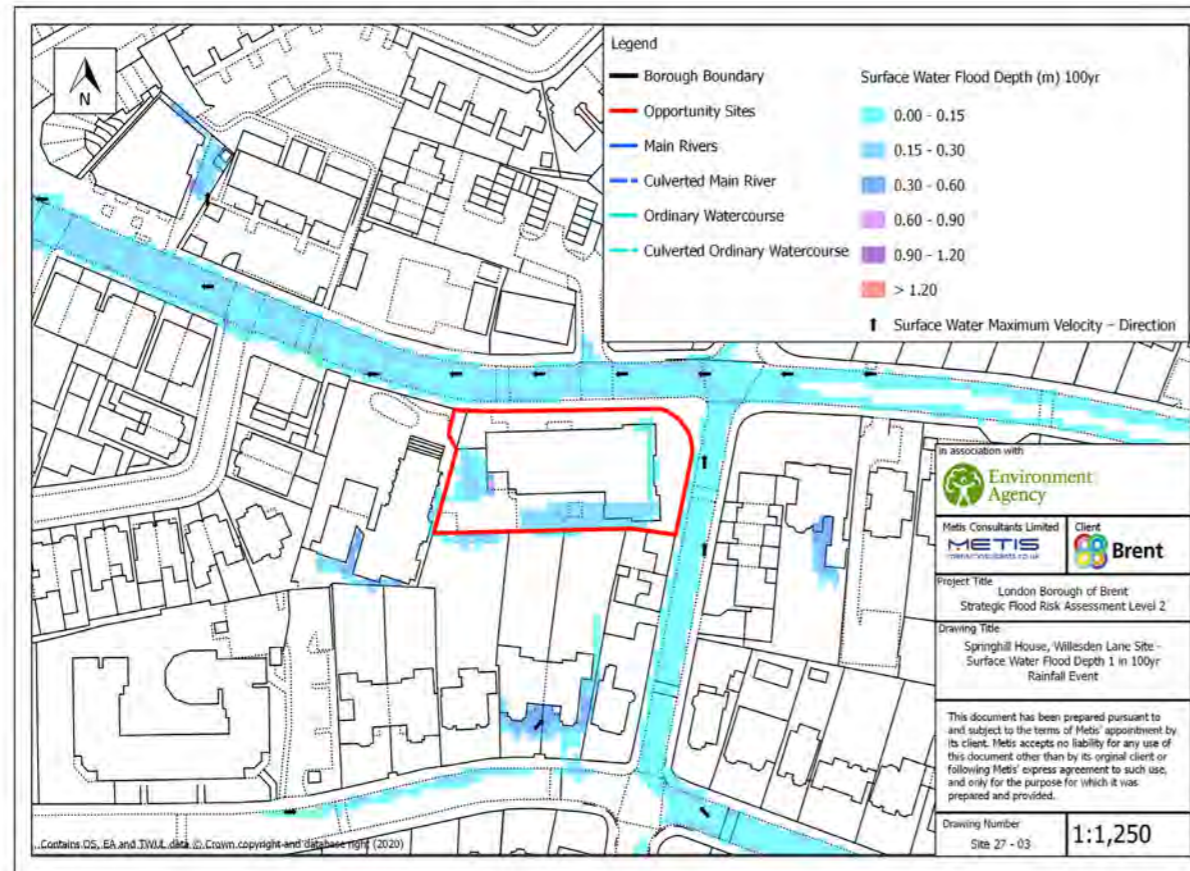 N
Legend
Borough Boundary
Opportunity Sites
Main Rivers
Culverted Main River
Ordinary Watercourse
Culverted Ordinary Watercourse
Surface Water Flood Depth (m) 100yr
0.00 - 0.15
0.15 - 0.30
0.30 - 0.60
0.60 - 0.90
0.90 - 1.20
> 1.20
Surface Water Maximum Velocity – Direction
in association with
Environment
Agency
Metis Consultants Limited
METIS
Client
Brent
Project Title
London Borough of Brent
Strategic Flood Risk Assessment Level 2
Drawing Title
Springhill House, Willesden Lane Site -
Surface Water Flood Depth 1 in 100yr
Rainfall Event
This document has been prepared pursuant to
and subject to the terms of Metis' appointment by
its client. Metis accepts no liability for any use of
this document other than by its orginal client or
following Metis' express agreement to such use,
and only for the purpose for which it was
prepared and provided.
Drawing Number
Site 27 - 03
1:1,250
Contains OS, EA and TWUL data © Crown copyright and database right (2020)